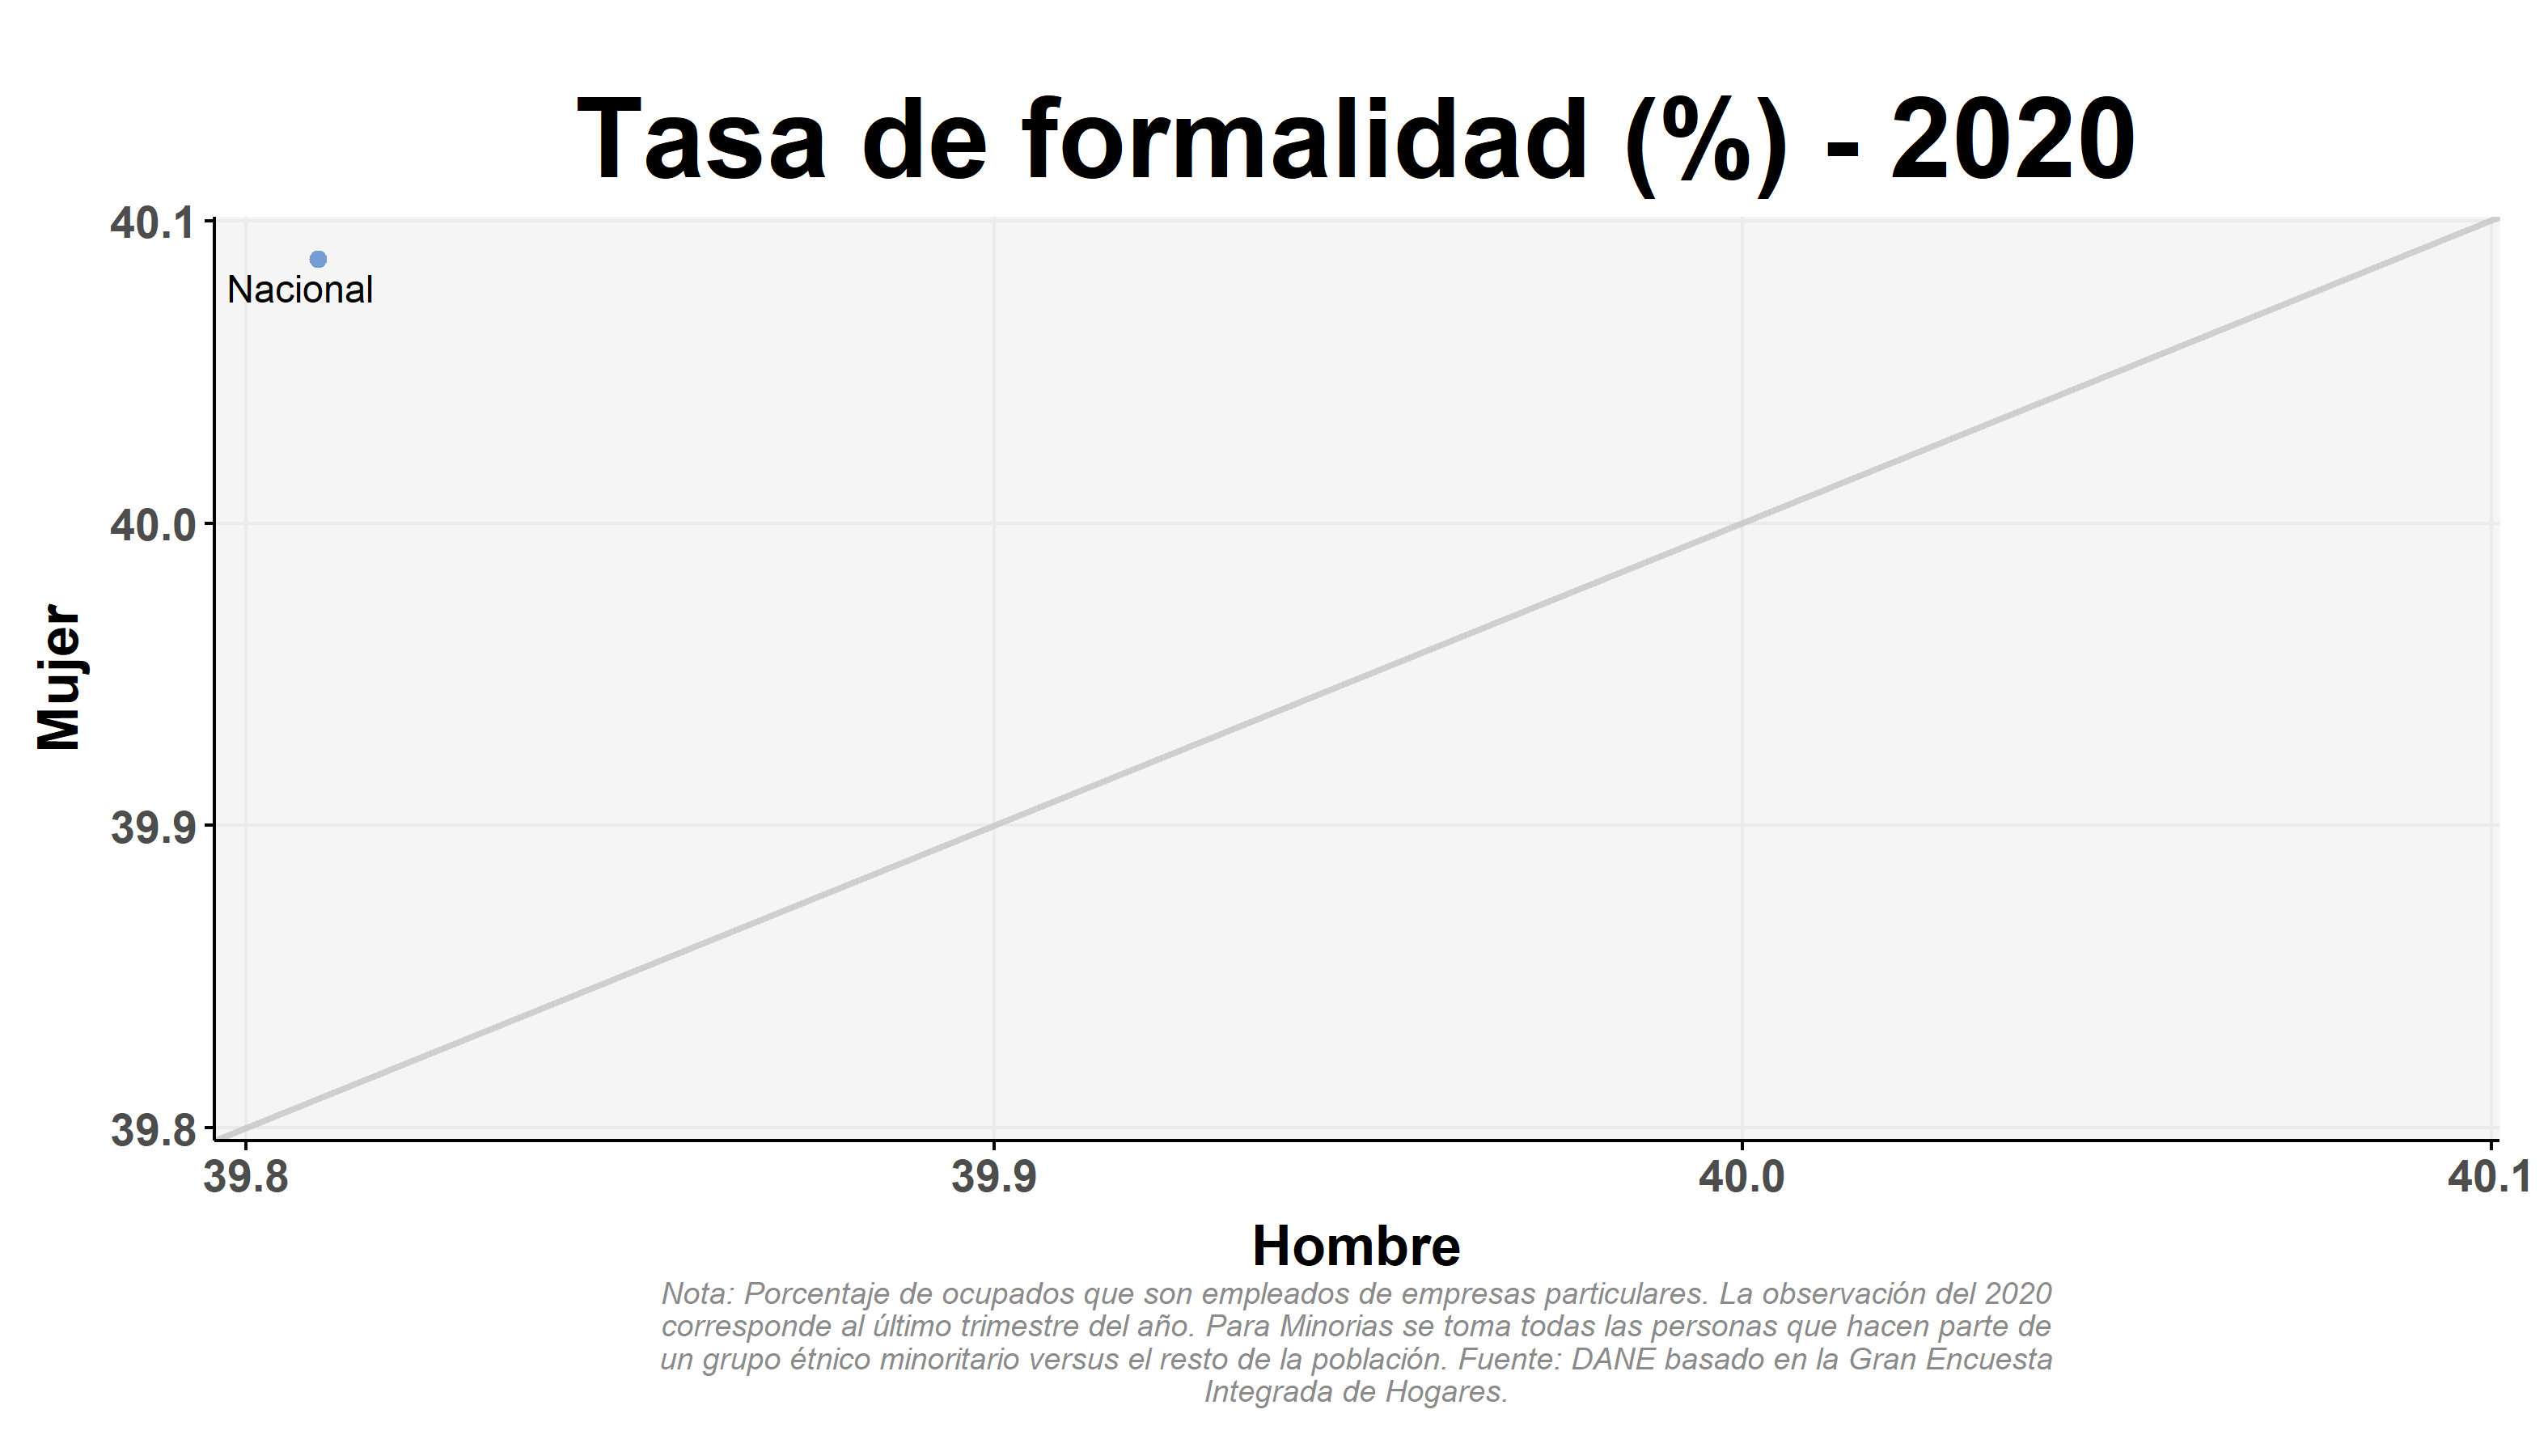 Tasa de formalidad (%) - 2020
40.1
Nacional
40.0
Mujer
39.9
39.8
39.8 39.9 40.0 40.1
Hombre
Nota: Porcentaje de ocupados que son empleados de empresas particulares. La observación del 2020
corresponde al último trimestre del año. Para Minorias se toma todas las personas que hacen parte de
un grupo étnico minoritario versus el resto de la población. Fuente: DANE basado en la Gran Encuesta
Integrada de Hogares.